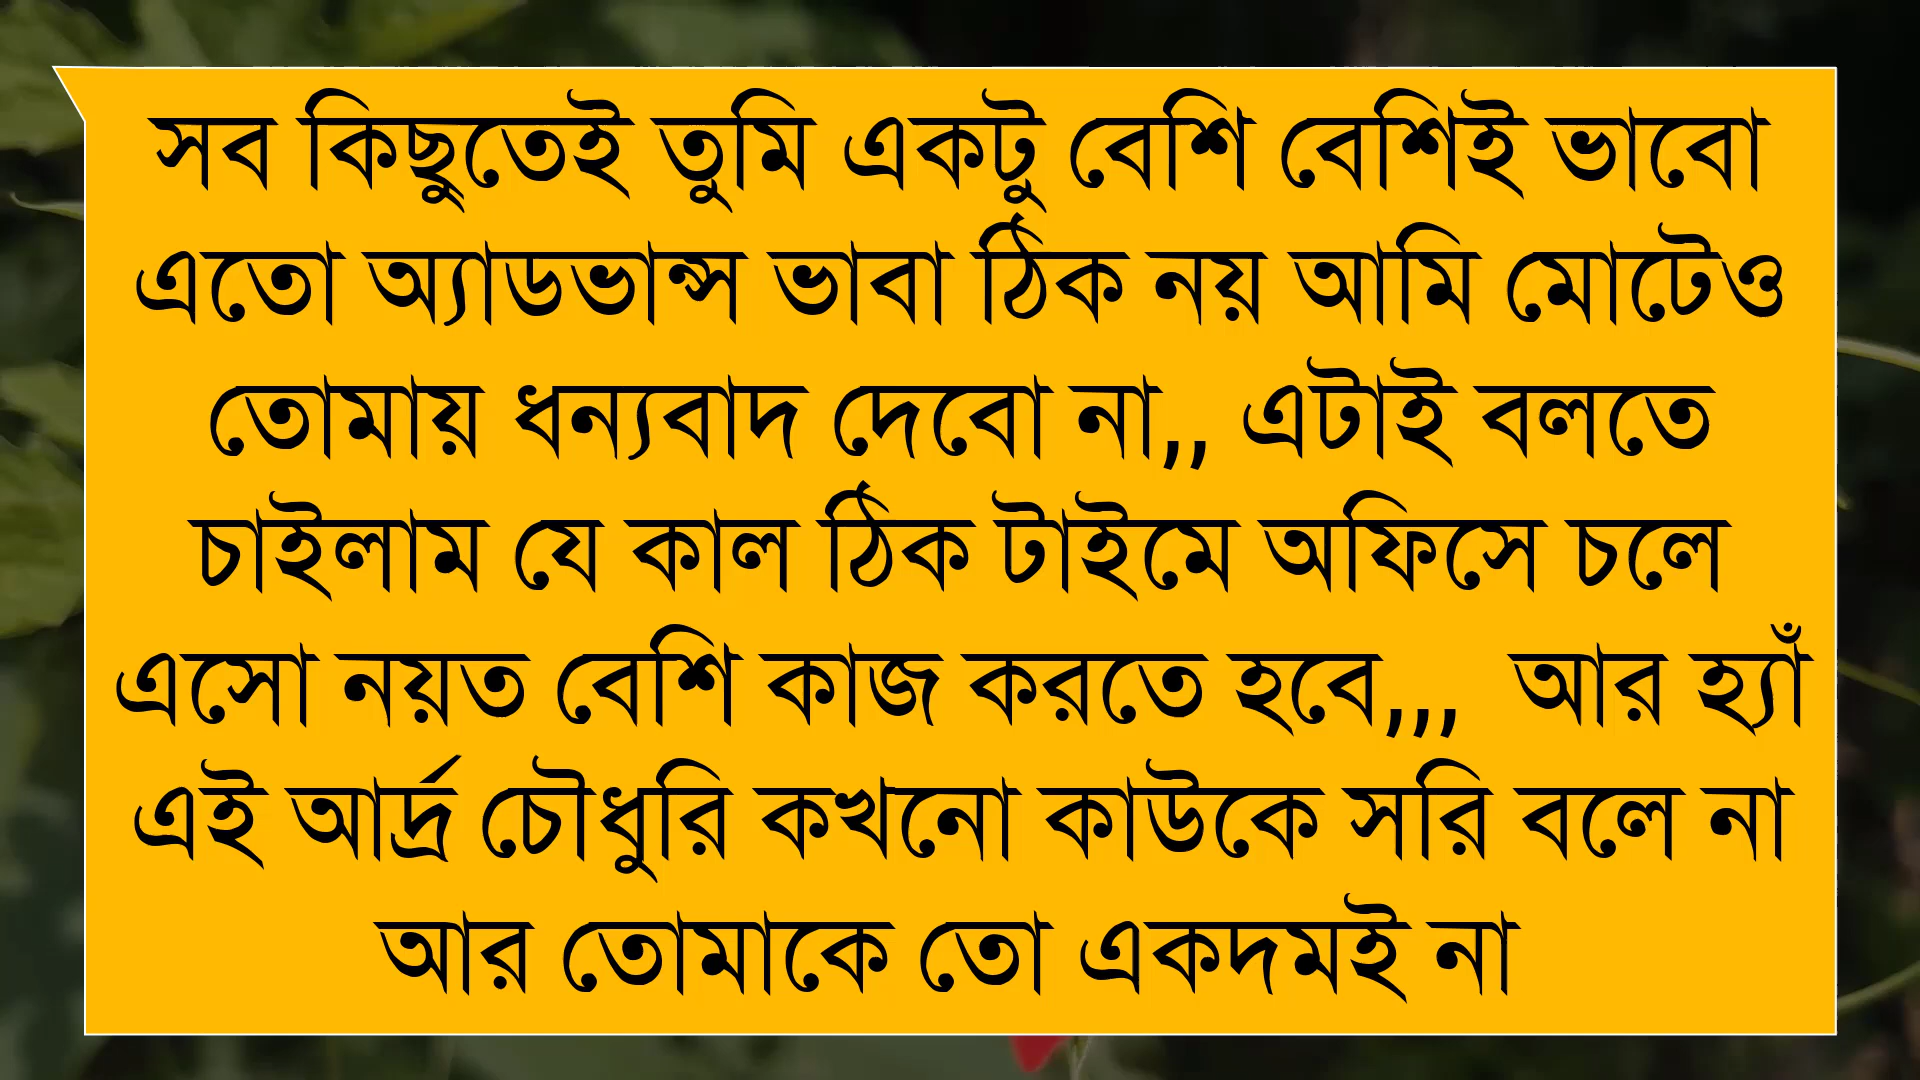 সব কিছুতেই তুমি একটু বেশি বেশিই ভাবো
এতো অ্যাডভান্স ভাবা ঠিক নয় আমি মোটেও
তোমায় ধন্যবাদ দেবো না,, এটাই বলতে
চাইলাম যে কাল ঠিক টাইমে অফিসে চলে
এসো নয়ত বেশি কাজ করতে হবে,,, আর হ্যাঁ
এই আর্দ্র চৌধুরি কখনো কাউকে সরি বলে না
আর তোমাকে তো একদমই না